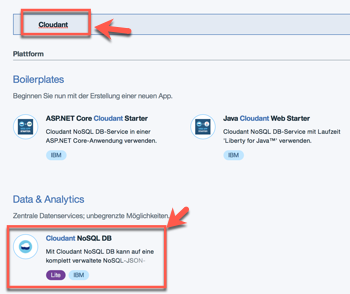 Cloudant
Plattform
Boilerplates
Beginnen Sie nun mit der Erstellung einer neuen App.
ASP.NET Core Cloudant Starter
Cloudant NoSQL DB-Service in einer
ASP.NET Core-Anwendung verwenden.
IBM
Java Cloudant Web Starter
Cloudant NoSQL DB-Service mit Laufzeit
'Liberty for Java™' verwenden.
IBM
Data & Analytics
Zentrale Datenservices; unbegrenzte Möglichkeiten.
Cloudant NoSQL DB
Mit Cloudant NoSQL DB kann auf eine
komplett verwaltete NoSQL-JSON-
Lite
IBM